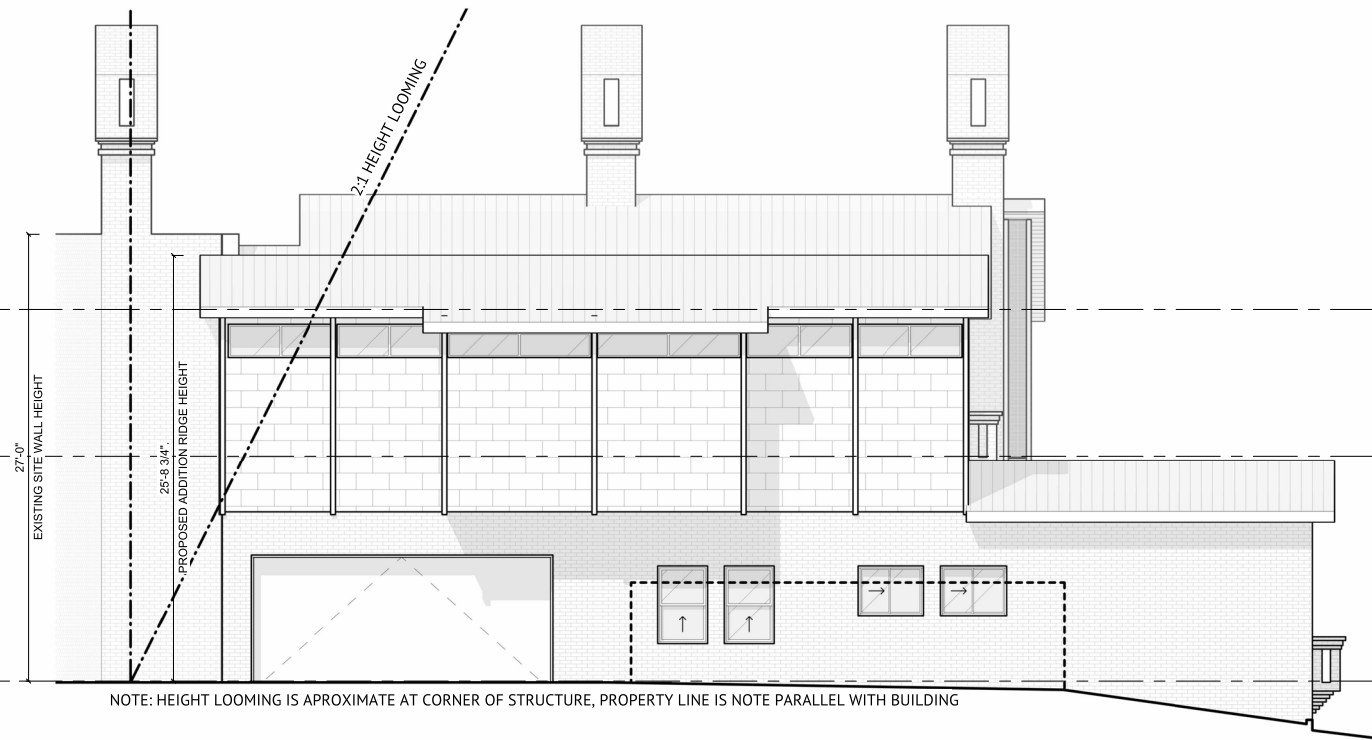 2:1 HEIGHT LOOMING
27'-0"
EXISTING SITE WALL HEIGHT
25'-8 3/4"
PROPOSED ADDITION RIDGE HEIGHT
NOTE: HEIGHT LOOMING IS APROXIMATE AT CORNER OF STRUCTURE, PROPERTY LINE IS NOTE PARALLEL WITH BUILDING